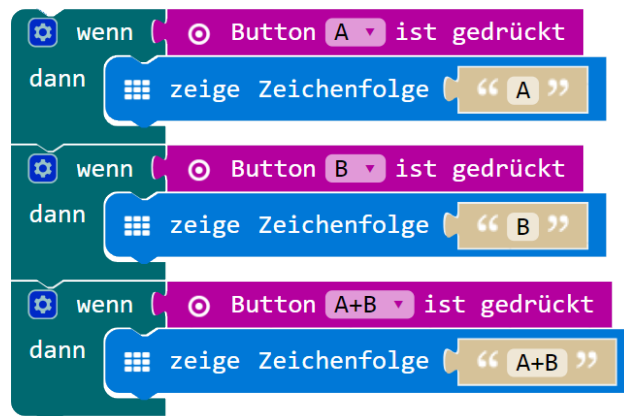 wenn Button A ist gedrückt
dann zeige Zeichenfolge “ A ”
wenn Button B ist gedrückt
dann zeige Zeichenfolge “ B ”
wenn Button A+B ist gedrückt
dann zeige Zeichenfolge “ A+B ”